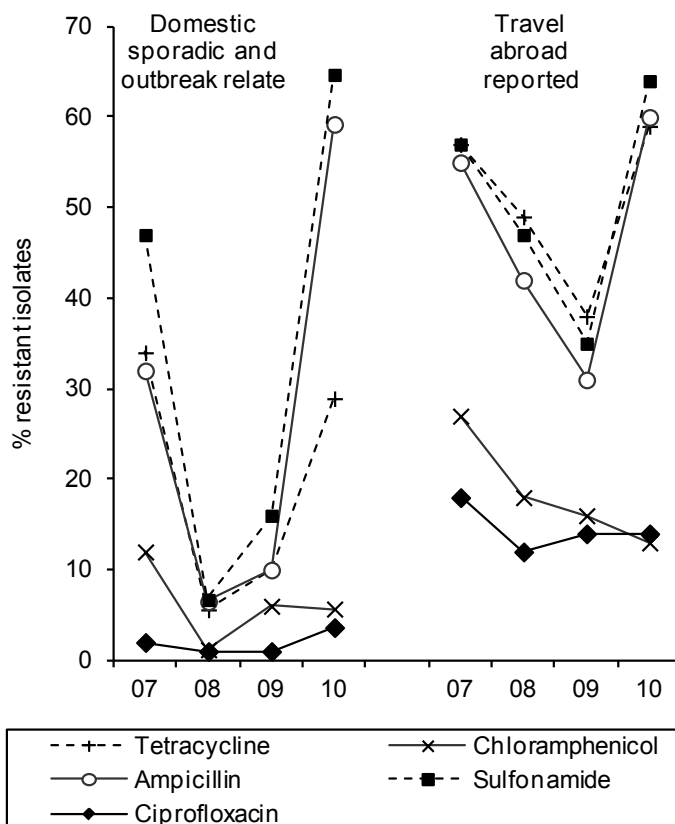 Domestic
sporadic and
outbreak relate
Travel
abroad
reported
% resistant isolates
70
60
50
40
30
20
10
0
07 08 09 10 07 08 09 10
Tetracycline Chloramphenicol
Ampicillin Sulfonamide
Ciprofloxacin